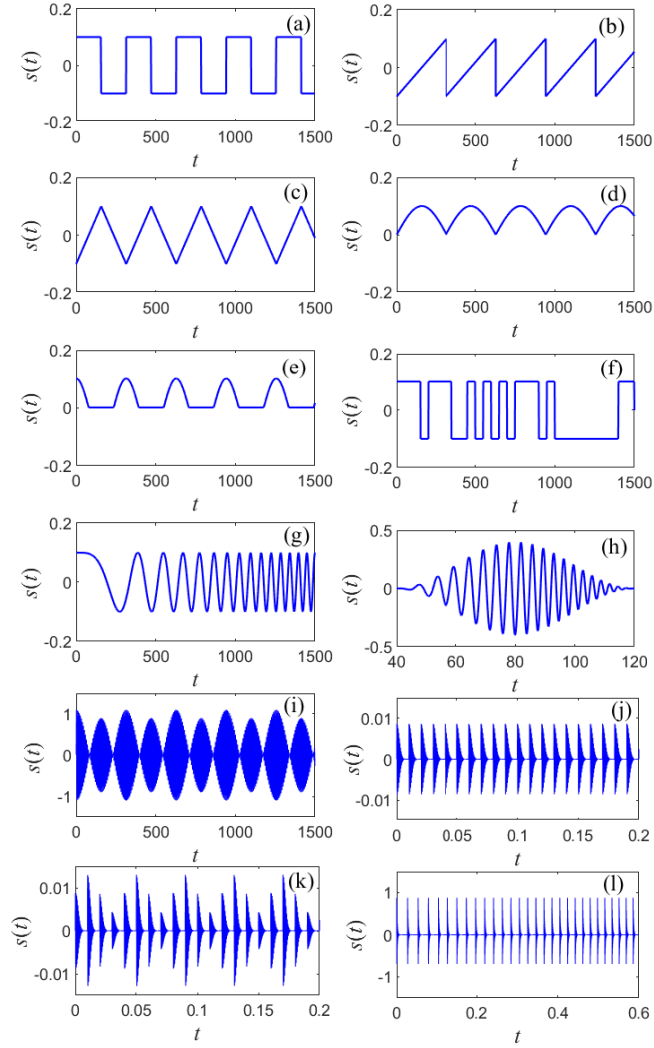 0.2 (a) 0.2 (b)
s(t) 0 s(t) 0
-0.2 -0.2
0 500 1000 1500 0 500 1000 1500
t t
0.2 (c) 0.2 (d)
s(t) 0 s(t) 0
-0.2 -0.2
0 500 1000 1500 0 500 1000 1500
t t
0.2 (e) 0.2 (f)
s(t) 0 s(t) 0
-0.2 -0.2
0 500 1000 1500 0 500 1000 1500
t t
0.2 (g) 0.5 (h)
s(t) 0 s(t) 0
-0.2 -0.5
0 500 1000 1500 40 60 80 100 120
t t
1 (i) 0.01 (j)
s(t) 0 s(t) 0
-1 -0.01
0 500 1000 1500 0 0.05 0.1 0.15 0.2
t t
0.01 (k) 1 (l)
s(t) 0 s(t) 0
-0.01 -1
0 0.05 0.1 0.15 0.2 0 0.2 0.4 0.6
t t